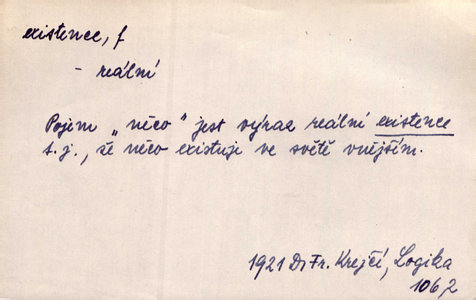 existence, f
- reální
Pojem „něco" jest výraz reální existence
t.j., že něco existuje ve světě vnějším.
1921 Dr Fr. Krejčí, Logika
106,2